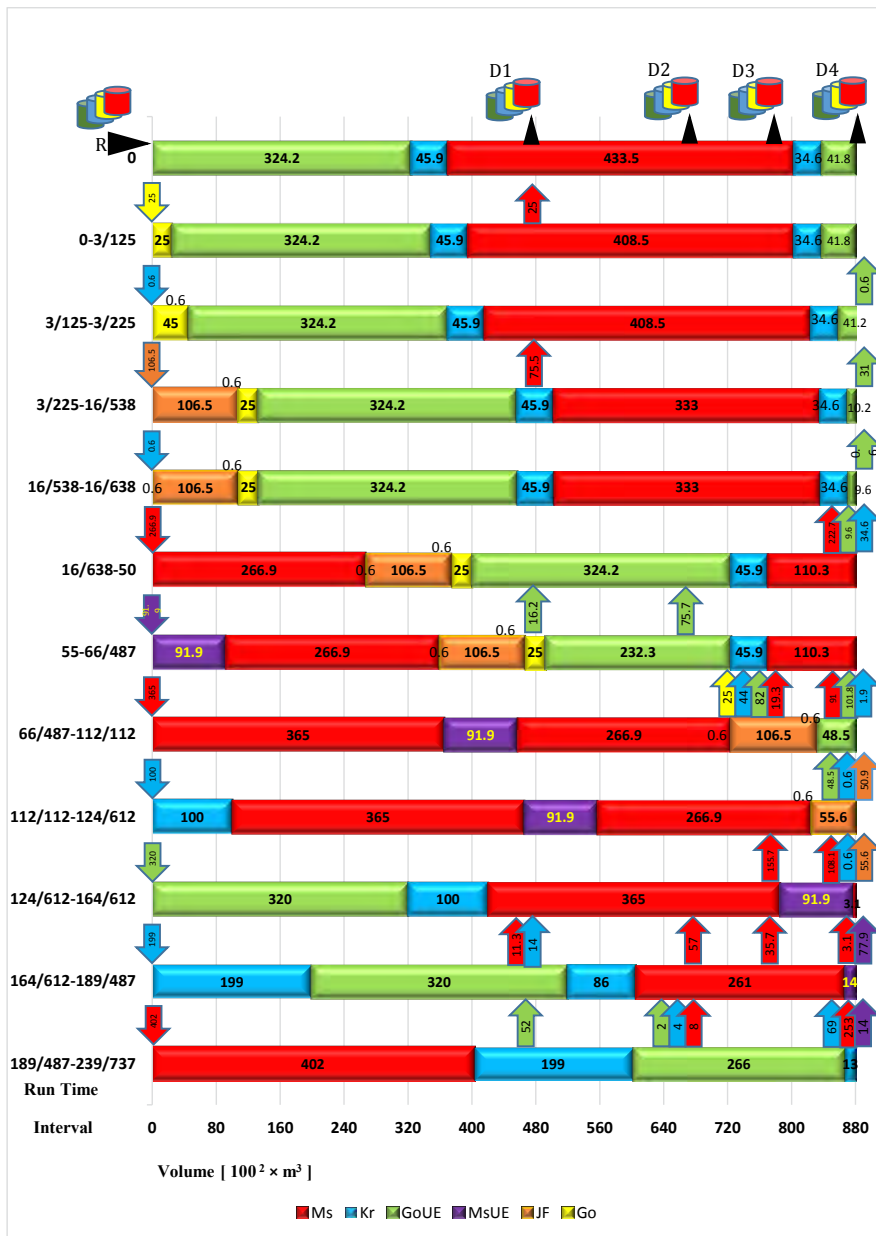 D1 D2 D3 D4
R
0 324.2 45.9 433.5 34.6 41.8
25 25
0-3/125 25 324.2 45.9 408.5 34.6 41.8
0.6 0.6 0.6
3/125-3/225 45 324.2 45.9 408.5 34.6 41.2
106.5 0.6 75.5 31
3/225-16/538 106.5 25 324.2 45.9 333 34.6 10.2
0.6 0.6 0.6
16/538-16/638 0.6 106.5 25 324.2 45.9 333 34.6 9.6
266.9 0.6 222.7 9.6 34.6
16/638-50 266.9 0.6 106.5 25 324.2 45.9 110.3
91.9 0.6 16.2 75.7
55-66/487 91.9 266.9 0.6 106.5 25 232.3 45.9 110.3
365 25 44 82 19.3 0.6 91 101.8 1.9
66/487-112/112 365 91.9 266.9 0.6 106.5 48.5
100 0.6 48.5 0.6 50.9
112/112-124/612 100 365 91.9 266.9 55.6
320 155.7 106.1 0.6 55.6
124/612-164/612 320 100 365 91.9 3.1
199 11.3 14 57 35.7 3.1 77.9
164/612-189/487 199 320 86 261 14
402 52 2 4 8 69 253 14
189/487-239/737 402 199 266 13
Run Time
Interval 0 80 160 240 320 400 480 560 640 720 800 880
Volume [ 100² × m³ ]
Ms Kr GoUE MsUE JF Go